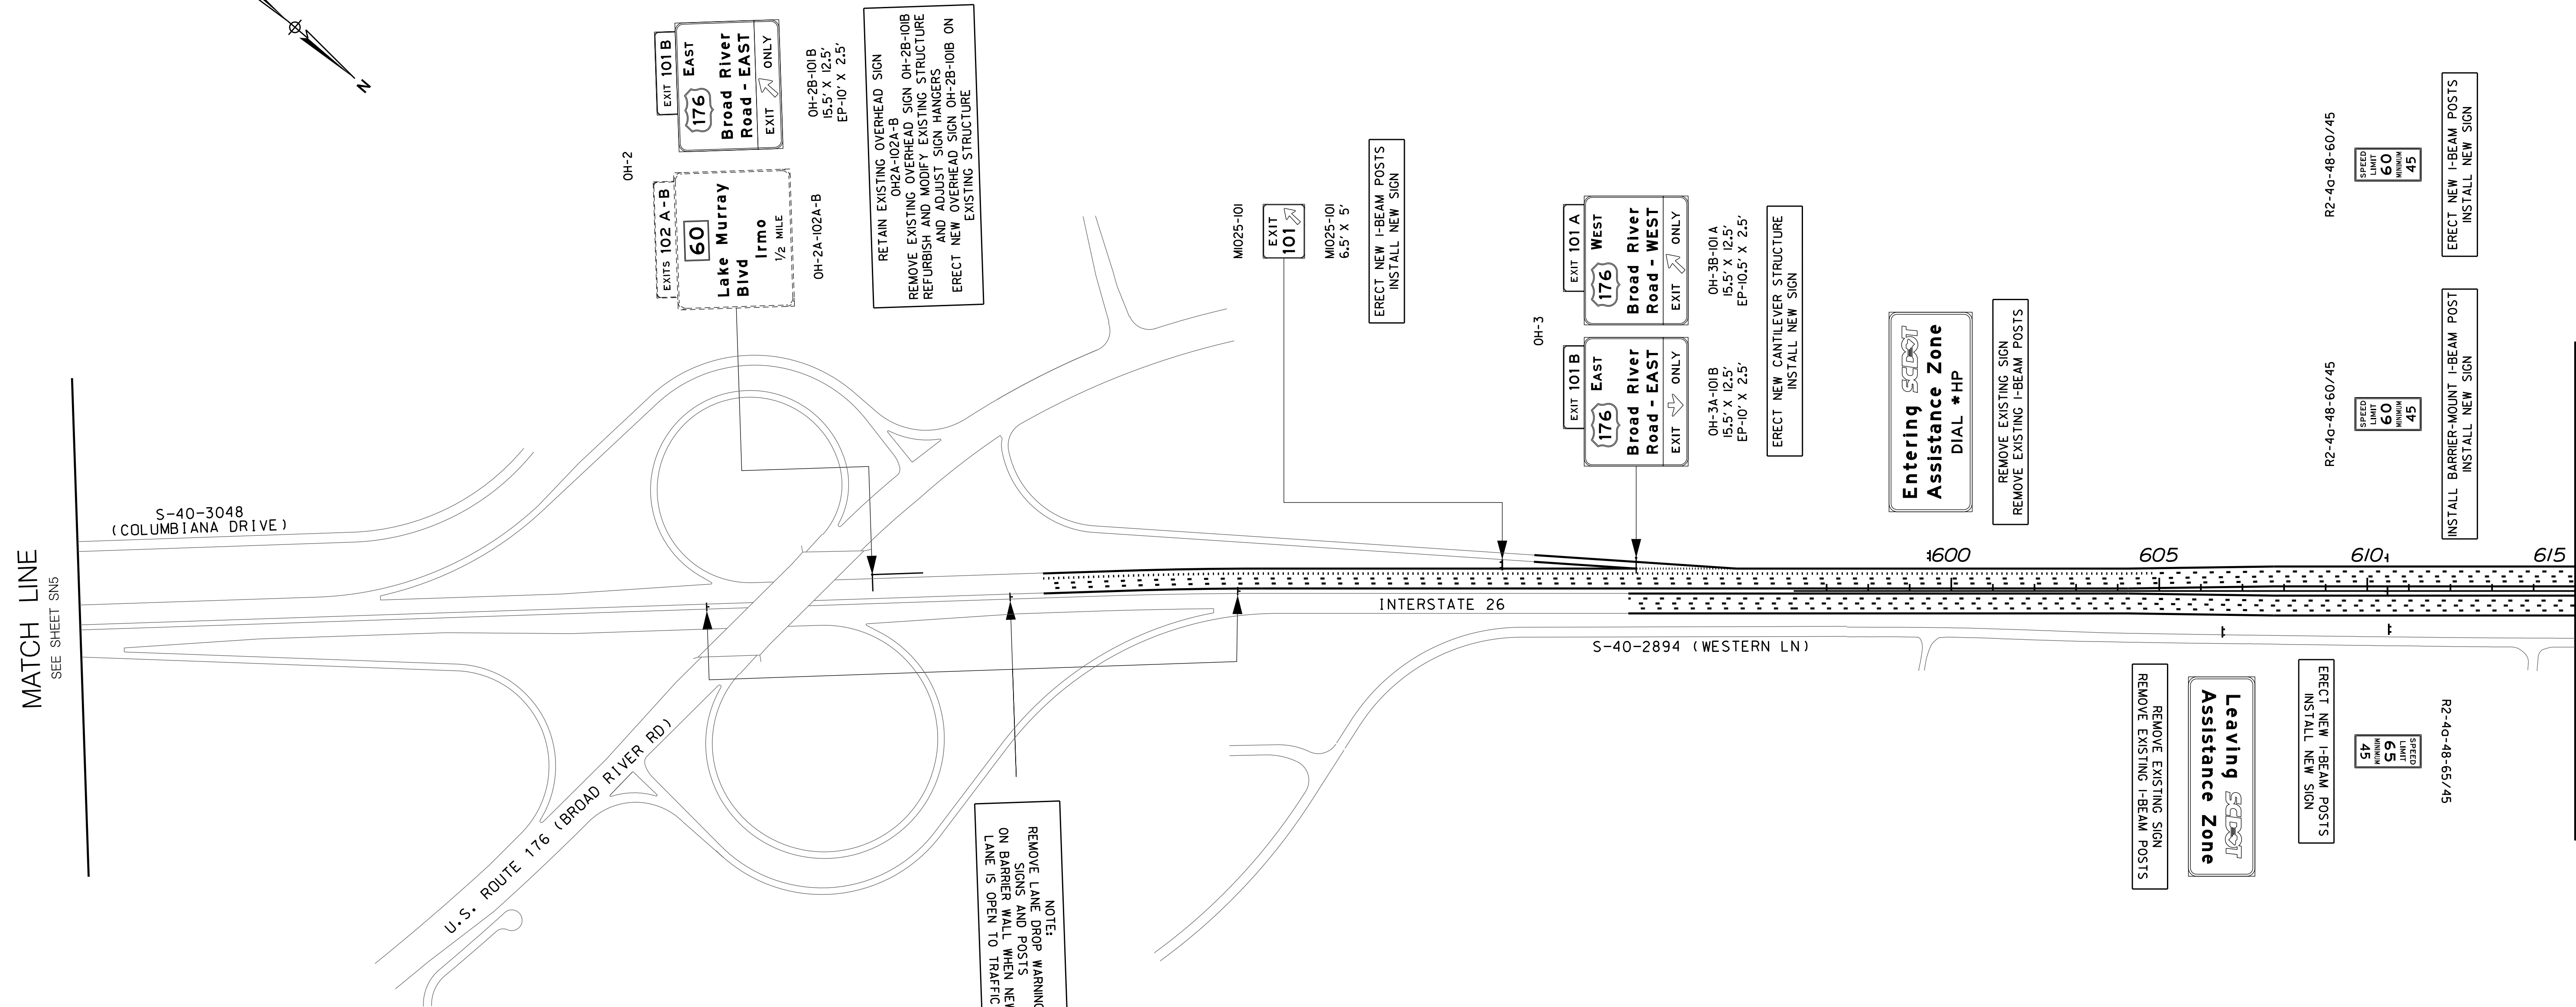 N
MATCH LINE
SEE SHEET SN5
S-40-3048
(COLUMBIANA DRIVE)
OH-2
EXIT 101 B
176 EAST
Broad River
Road - EAST
EXIT ONLY
OH-2B-101B
15.5' X 12.5'
EP-10' X 2.5'
EXITS 102 A-B
60
Lake Murray
Blvd
Irmo
1/2 MILE
OH-2A-102A-B
RETAIN EXISTING OVERHEAD SIGN
OH2A-102A-B
REMOVE EXISTING OVERHEAD SIGN OH-2B-101B
REFURBISH AND MODIFY EXISTING STRUCTURE
AND ADJUST SIGN HANGERS
ERECT NEW OVERHEAD SIGN OH-2B-101B ON
EXISTING STRUCTURE
M1025-101
EXIT
101
M1025-101
6.5' X 5'
ERECT NEW I-BEAM POSTS
INSTALL NEW SIGN
OH-3
EXIT 101 A
176 WEST
Broad River
Road - WEST
EXIT ONLY
OH-3B-101A
15.5' X 12.5'
EP-10.5' X 2.5'
EXIT 101 B
176 EAST
Broad River
Road - EAST
EXIT ONLY
OH-3A-101B
15.5' X 12.5'
EP-10' X 2.5'
ERECT NEW CANTILEVER STRUCTURE
INSTALL NEW SIGN
Entering SCDOT
Assistance Zone
DIAL *HP
REMOVE EXISTING SIGN
REMOVE EXISTING I-BEAM POSTS
R2-4a-48-60/45
SPEED
LIMIT
60
MINIMUM
45
ERECT NEW I-BEAM POSTS
INSTALL NEW SIGN
R2-4a-48-60/45
SPEED
LIMIT
60
MINIMUM
45
INSTALL BARRIER-MOUNT I-BEAM POST
INSTALL NEW SIGN
600
605
610
615
INTERSTATE 26
S-40-2894 (WESTERN LN)
U.S. ROUTE 176 (BROAD RIVER RD)
NOTE:
REMOVE LANE DROP WARNING
SIGNS AND POSTS
ON BARRIER WALL WHEN NEW
LANE IS OPEN TO TRAFFIC
REMOVE EXISTING SIGN
REMOVE EXISTING I-BEAM POSTS
Leaving SCDOT
Assistance Zone
ERECT NEW I-BEAM POSTS
INSTALL NEW SIGN
SPEED
LIMIT
65
MINIMUM
45
R2-4a-48-65/45